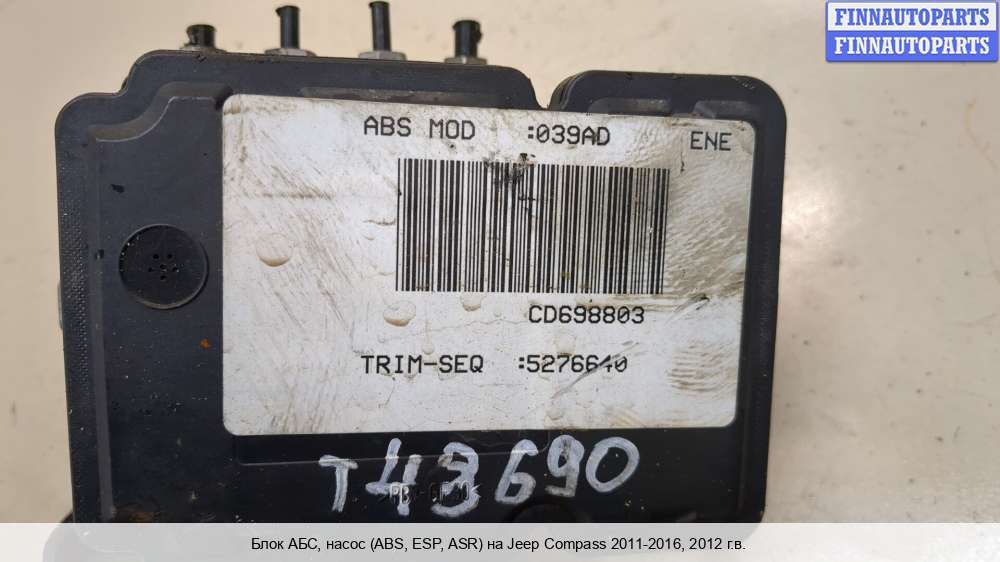 FINNAUTOPARTS
FINNAUTOPARTS
ABS MOD :039AD ENE
CD698803
TRIM-SEQ :5276640
T43690
Блок АБС, насос (ABS, ESP, ASR) на Jeep Compass 2011-2016, 2012 г.в.